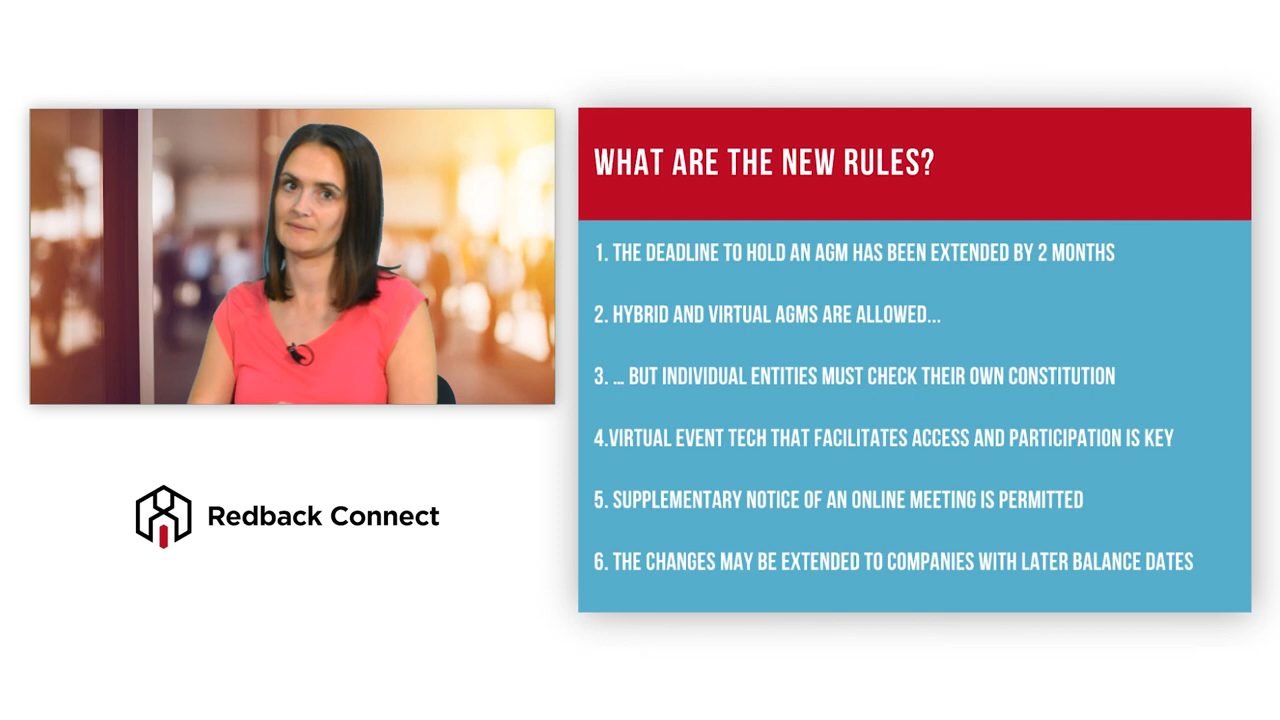 WHAT ARE THE NEW RULES?
1. THE DEADLINE TO HOLD AN AGM HAS BEEN EXTENDED BY 2 MONTHS
2. HYBRID AND VIRTUAL AGMS ARE ALLOWED...
3. ... BUT INDIVIDUAL ENTITIES MUST CHECK THEIR OWN CONSTITUTION
4.VIRTUAL EVENT TECH THAT FACILITATES ACCESS AND PARTICIPATION IS KEY
5. SUPPLEMENTARY NOTICE OF AN ONLINE MEETING IS PERMITTED
6. THE CHANGES MAY BE EXTENDED TO COMPANIES WITH LATER BALANCE DATES
Redback Connect